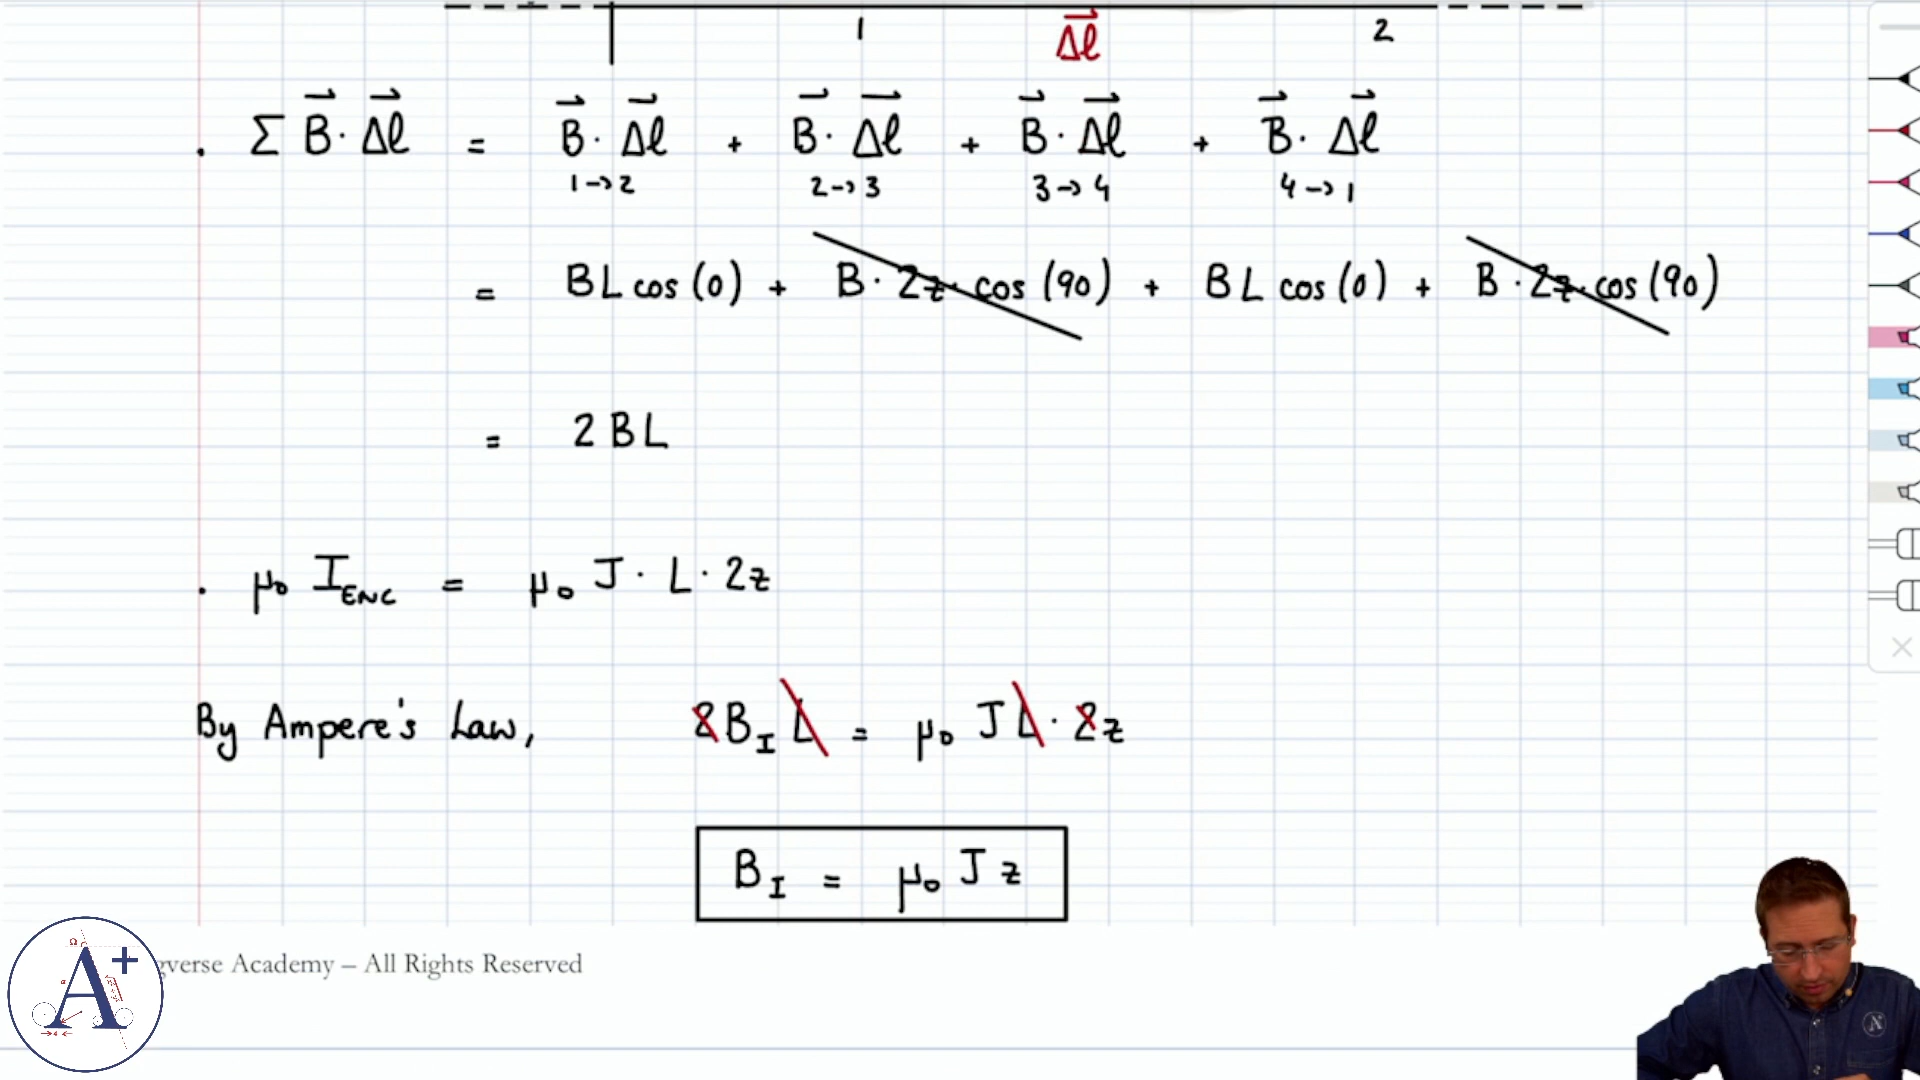 1 Δl 2
. Σ B · Δl = B · Δl + B · Δl + B · Δl + B · Δl
1→2 2→3 3→4 4→1
= BL cos (0) + B · 2z · cos (90) + BL cos (0) + B · 2z · cos (90)
= 2BL
. μ₀ I_ENC = μ₀ J · L · 2z
By Ampere's Law, 2B_I L = μ₀ J L · 2z
B_I = μ₀ J z
A+ gverse Academy – All Rights Reserved